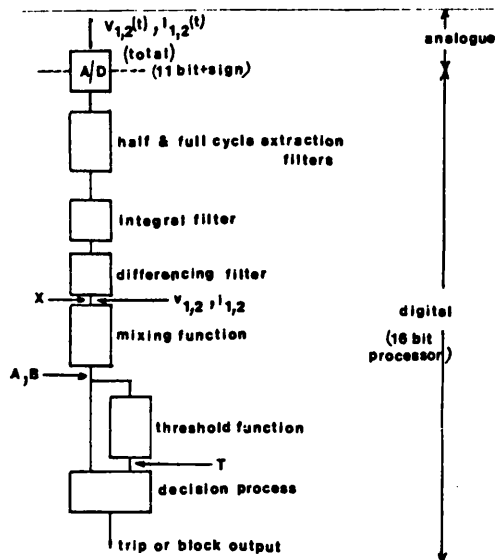 v1,2(t), i1,2(t)
(total)
analogue
A/D
(11 bit+sign)
half & full cycle extraction
filters
integral filter
differencing filter
X
v1,2, i1,2
mixing function
digital
(16 bit
processor)
A,B
threshold function
T
decision process
trip or block output